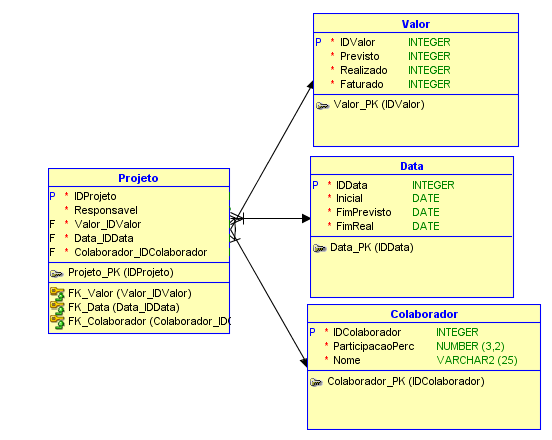 Valor
P * IDValor INTEGER
* Previsto INTEGER
* Realizado INTEGER
* Faturado INTEGER
Valor_PK (IDValor)
Projeto
P * IDProjeto
* Responsavel
F * Valor_IDValor
F * Data_IDData
F * Colaborador_IDColaborador
Projeto_PK (IDProjeto)
FK_Valor (Valor_IDValor)
FK_Data (Data_IDData)
FK_Colaborador (Colaborador_IDC
Data
P * IDData INTEGER
* Inicial DATE
* FimPrevisto DATE
* FimReal DATE
Data_PK (IDData)
Colaborador
P * IDColaborador INTEGER
* ParticipacaoPerc NUMBER (3,2)
* Nome VARCHAR2 (25)
Colaborador_PK (IDColaborador)